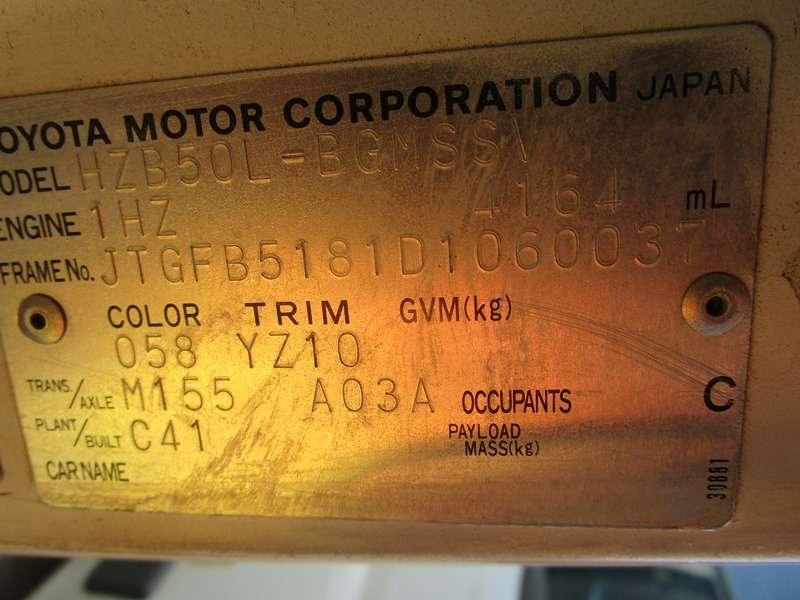 OYOTA MOTOR CORPORATION JAPAN
ODEL HZB50L-BGMSSV
ENGINE 1HZ 4164 mL
FRAME No. JTGFB5181D1060037
COLOR TRIM GVM(kg)
058 YZ10
TRANS./AXLE M155 A03A OCCUPANTS C
PLANT/BUILT C41 PAYLOAD MASS(kg)
CAR NAME
30881